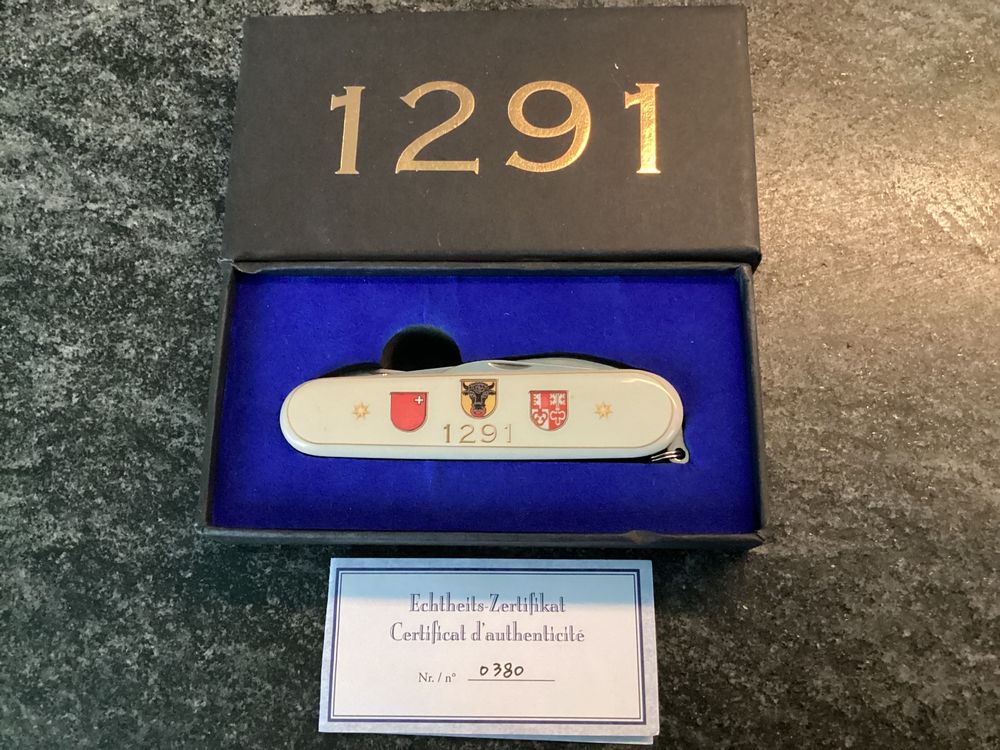 1291
1291
Echtheits-Zertifikat
Certificat d'authenticité
Nr. / n° 0380